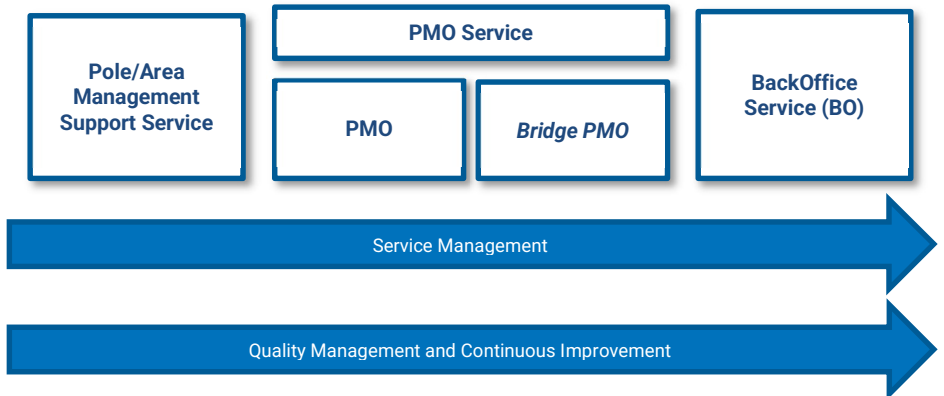 Pole/Area
Management
Support Service
PMO Service
PMO
Bridge PMO
BackOffice
Service (BO)
Service Management
Quality Management and Continuous Improvement